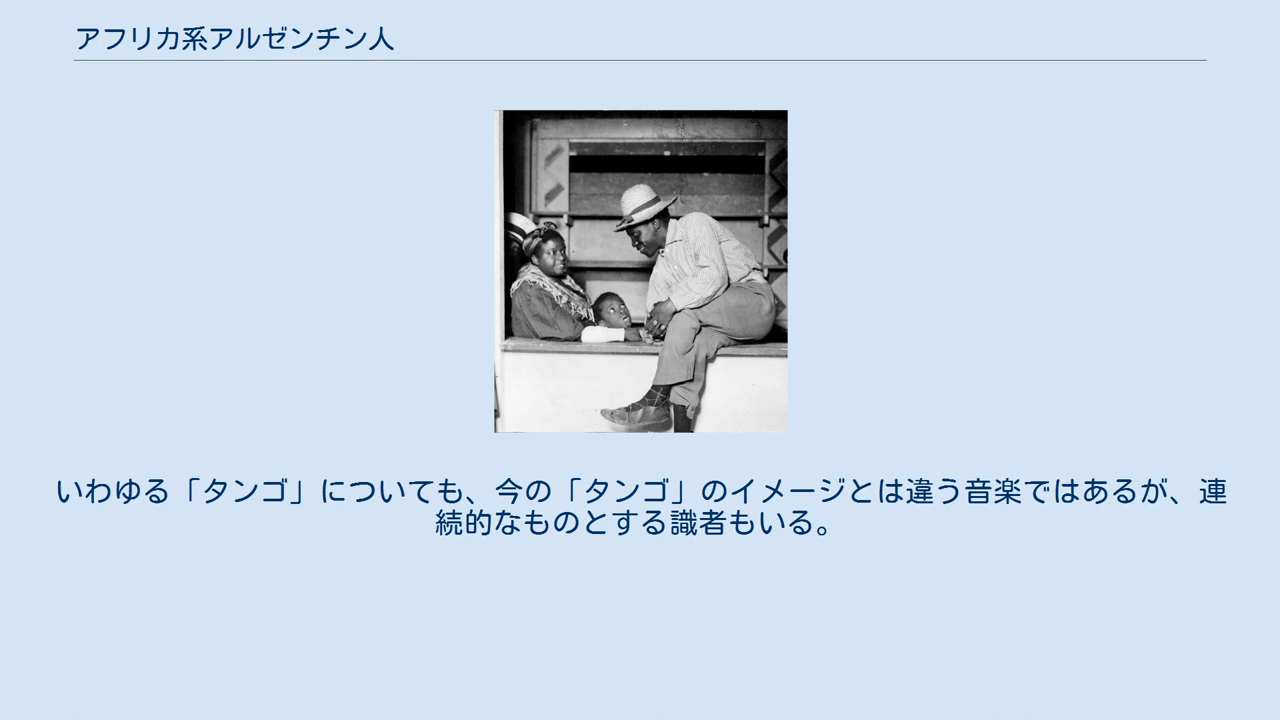 アフリカ系アルゼンチン人
いわゆる「タンゴ」についても、今の「タンゴ」のイメージとは違う音楽ではあるが、連
続的なものとする識者もいる。